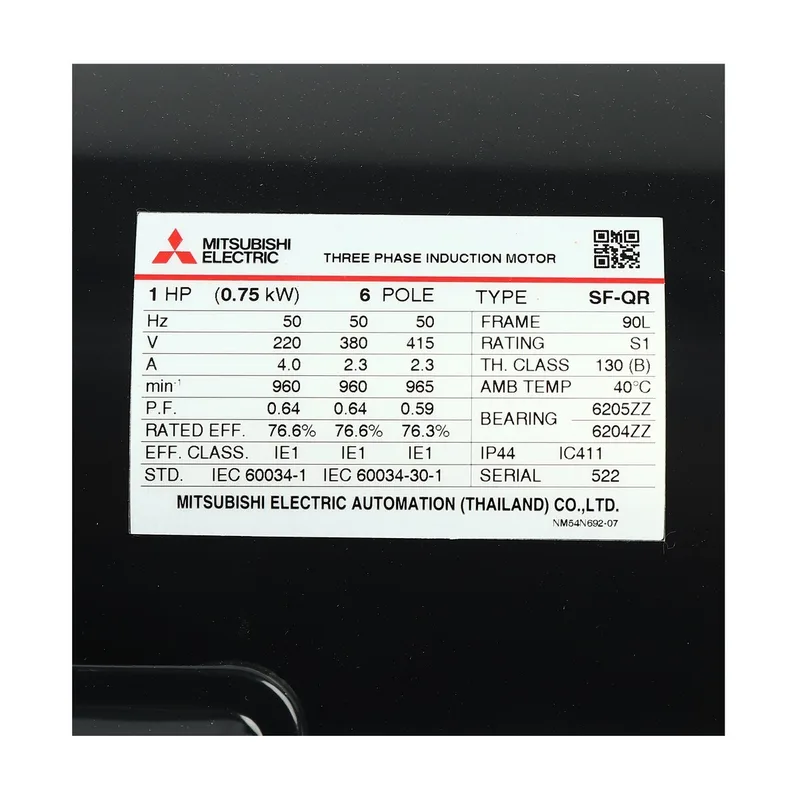 MITSUBISHI
ELECTRIC
THREE PHASE INDUCTION MOTOR
1 HP (0.75 kW) 6 POLE TYPE SF-QR
Hz 50 50 50 FRAME 90L
V 220 380 415 RATING S1
A 4.0 2.3 2.3 TH. CLASS 130 (B)
min⁻¹ 960 960 965 AMB TEMP 40°C
P.F. 0.64 0.64 0.59 BEARING 6205ZZ
RATED EFF. 76.6% 76.6% 76.3% 6204ZZ
EFF. CLASS. IE1 IE1 IE1 IP44 IC411
STD. IEC 60034-1 IEC 60034-30-1 SERIAL 522
MITSUBISHI ELECTRIC AUTOMATION (THAILAND) CO.,LTD.
NM54N692-07